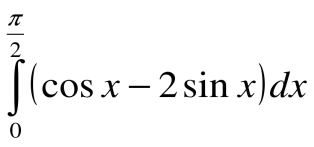 ∫₀^{π/2} (cos x − 2 sin x) dx